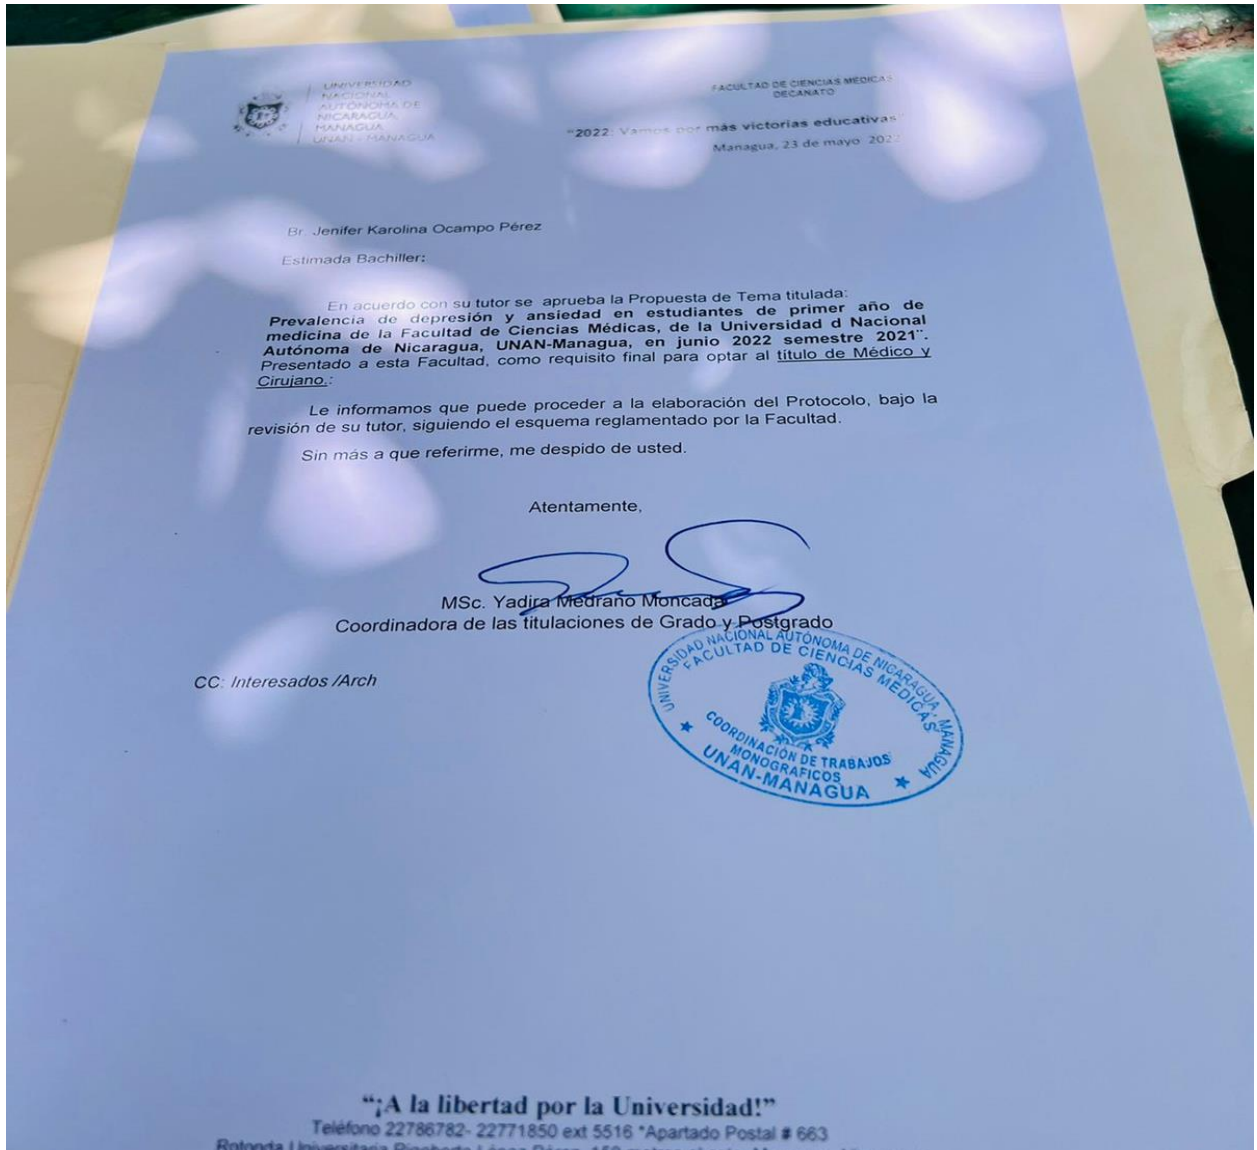 UNIVERSIDAD
NACIONAL
AUTÓNOMA DE
NICARAGUA,
MANAGUA
UNAN - MANAGUA
FACULTAD DE CIENCIAS MÉDICAS
DECANATO
"2022: Vamos por más victorias educativas"
Managua, 23 de mayo 2022
Br. Jenifer Karolina Ocampo Pérez
Estimada Bachiller:
En acuerdo con su tutor se aprueba la Propuesta de Tema titulada:
Prevalencia de depresión y ansiedad en estudiantes de primer año de
medicina de la Facultad de Ciencias Médicas, de la Universidad d Nacional
Autónoma de Nicaragua, UNAN-Managua, en junio 2022 semestre 2021".
Presentado a esta Facultad, como requisito final para optar al título de Médico y
Cirujano.:
Le informamos que puede proceder a la elaboración del Protocolo, bajo la
revisión de su tutor, siguiendo el esquema reglamentado por la Facultad.
Sin más a que referirme, me despido de usted.
Atentamente,
MSc. Yadira Medrano Moncada
Coordinadora de las titulaciones de Grado y Postgrado
UNIVERSIDAD NACIONAL AUTÓNOMA DE NICARAGUA, MANAGUA
FACULTAD DE CIENCIAS MÉDICAS
COORDINACIÓN DE TRABAJOS
MONOGRAFICOS
UNAN-MANAGUA
CC: Interesados /Arch
"¡A la libertad por la Universidad!"
Teléfono 22786782- 22771850 ext 5516 *Apartado Postal # 663
Rotonda Universitaria Rigoberto López Pérez, 150 metros